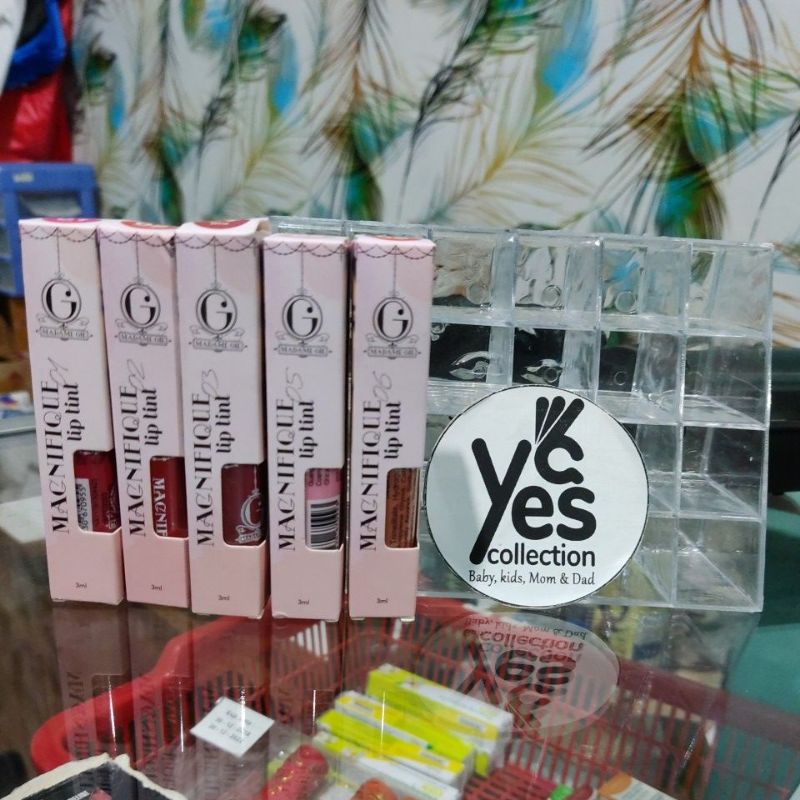 G
MADAME GIE
MAGNIFIQUE
lip tint
01
3ml
G
MADAME GIE
MAGNIFIQUE
lip tint
02
MAGNIF
3ml
G
MADAME GIE
MAGNIFIQUE
lip tint
03
3ml
G
MADAME GIE
MAGNIFIQUE
lip tint
05
3ml
G
MADAME GIE
MAGNIFIQUE
lip tint
06
3ml
Yes
collection
Baby, kids, Mom & Dad